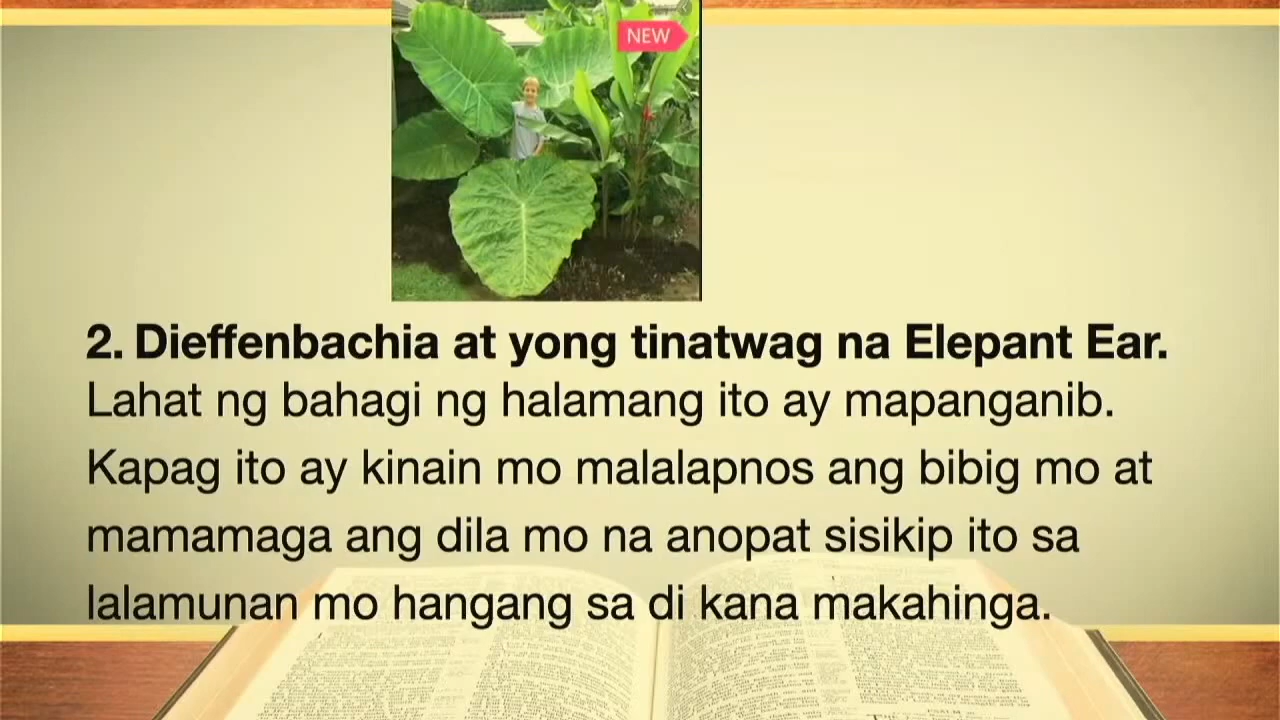 NEW
2. Dieffenbachia at yong tinatwag na Elepant Ear.
Lahat ng bahagi ng halamang ito ay mapanganib.
Kapag ito ay kinain mo malalapnos ang bibig mo at
mamamaga ang dila mo na anopat sisikip ito sa
lalamunan mo hangang sa di kana makahinga.
PSALM